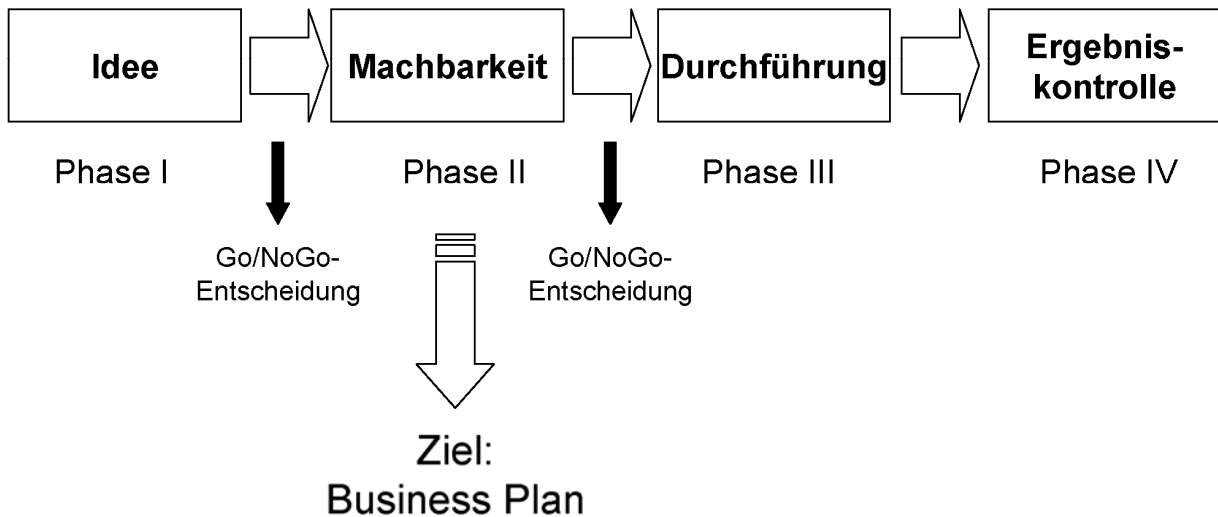 Idee
Machbarkeit
Durchführung
Ergebnis-
kontrolle
Phase I
Phase II
Phase III
Phase IV
Go/NoGo-
Entscheidung
Go/NoGo-
Entscheidung
Ziel:
Business Plan